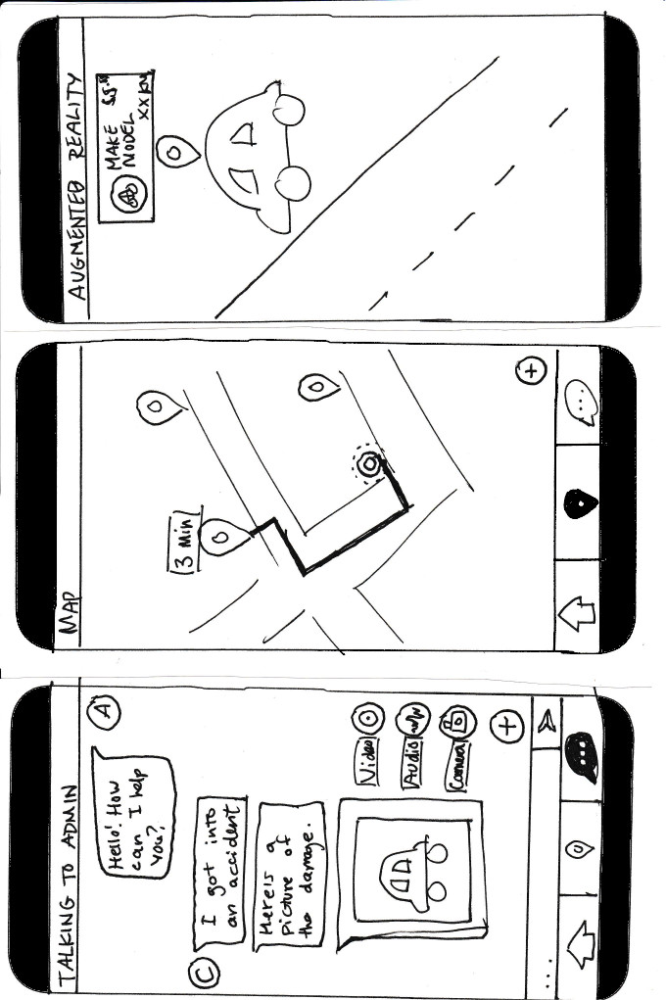 TALKING TO ADMIN
Hello! How
can I help
you?
A
C
I got into
an accident
Here's a
picture of
the damage.
Video
Audio
Camera
MAP
3 Min
AUGMENTED REALITY
MAKE
MODEL
XX KM